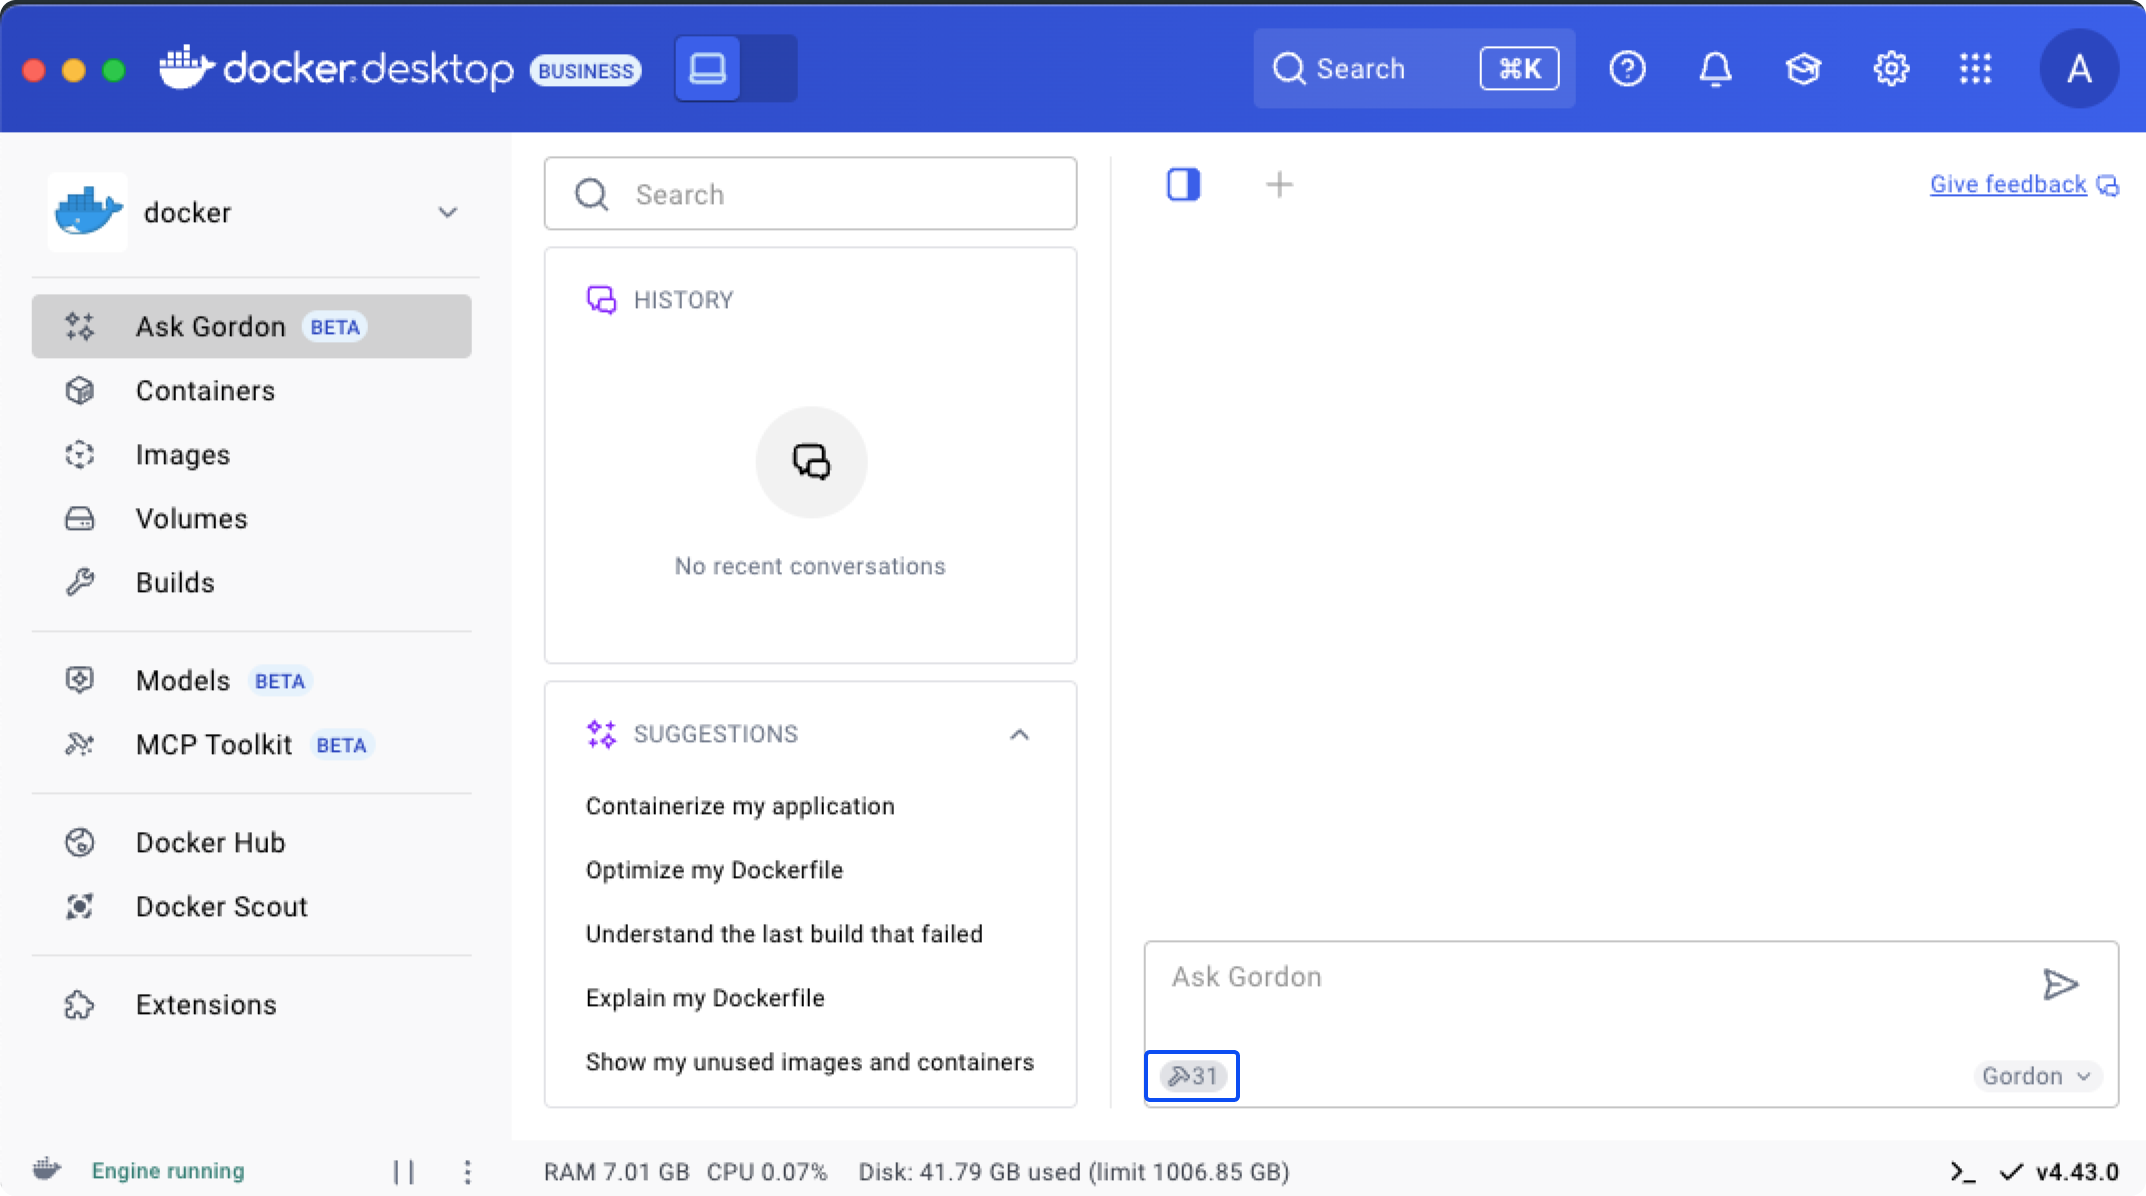 docker.desktop BUSINESS
Search ⌘K
A
docker
Ask Gordon BETA
Containers
Images
Volumes
Builds
Models BETA
MCP Toolkit BETA
Docker Hub
Docker Scout
Extensions
Search
HISTORY
No recent conversations
SUGGESTIONS
Containerize my application
Optimize my Dockerfile
Understand the last build that failed
Explain my Dockerfile
Show my unused images and containers
Give feedback
Ask Gordon
31
Gordon
Engine running
RAM 7.01 GB CPU 0.07% Disk: 41.79 GB used (limit 1006.85 GB)
>_ v4.43.0